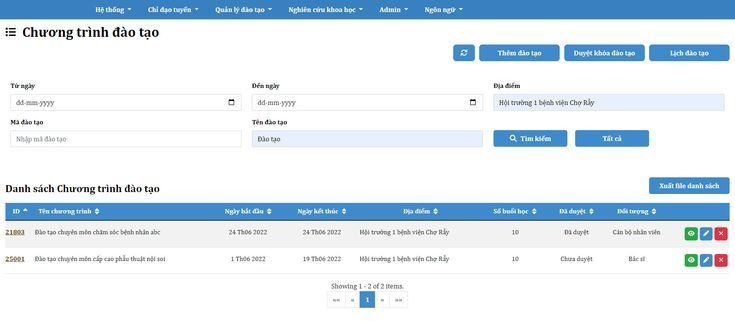 Hệ thống Chỉ đạo tuyến Quản lý đào tạo Nghiên cứu khoa học Admin Ngôn ngữ
Chương trình đào tạo
Thêm đào tạo Duyệt khóa đào tạo Lịch đào tạo
Từ ngày Đến ngày Địa điểm
dd-mm-yyyy dd-mm-yyyy Hội trường 1 bệnh viện Chợ Rẫy
Mã đào tạo Tên đào tạo
Nhập mã đào tạo Đào tạo Tìm kiếm Tất cả
Danh sách Chương trình đào tạo Xuất file danh sách
ID Tên chương trình Ngày bắt đầu Ngày kết thúc Địa điểm Số buổi học Đã duyệt Đối tượng
21803 Đào tạo chuyên môn chăm sóc bệnh nhân abc 24 Th06 2022 24 Th06 2022 Hội trường 1 bệnh viện Chợ Rẫy 10 Đã duyệt Cán bộ nhân viên
25001 Đào tạo chuyên môn cấp cao phẫu thuật nội soi 1 Th06 2022 19 Th06 2022 Hội trường 1 bệnh viện Chợ Rẫy 10 Chưa duyệt Bác sĩ
Showing 1 - 2 of 2 items.
«« « 1 » »»